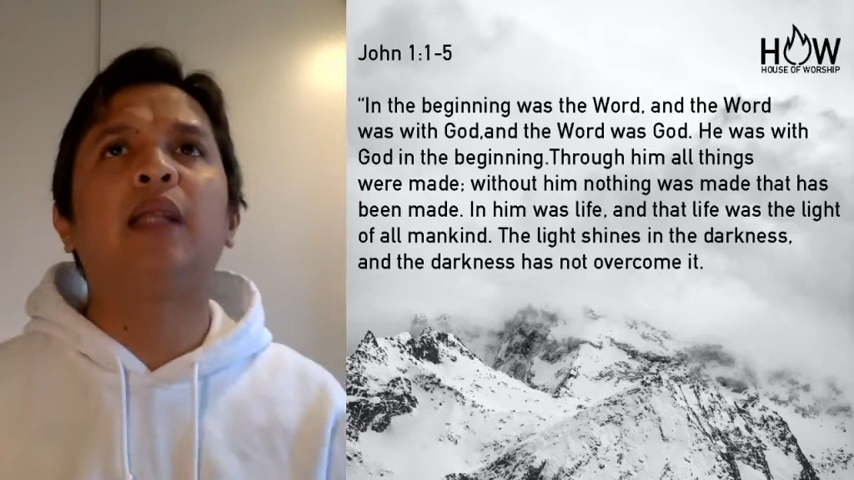 John 1:1-5
HOW
HOUSE OF WORSHIP
“In the beginning was the Word, and the Word
was with God,and the Word was God. He was with
God in the beginning.Through him all things
were made; without him nothing was made that has
been made. In him was life, and that life was the light
of all mankind. The light shines in the darkness,
and the darkness has not overcome it.